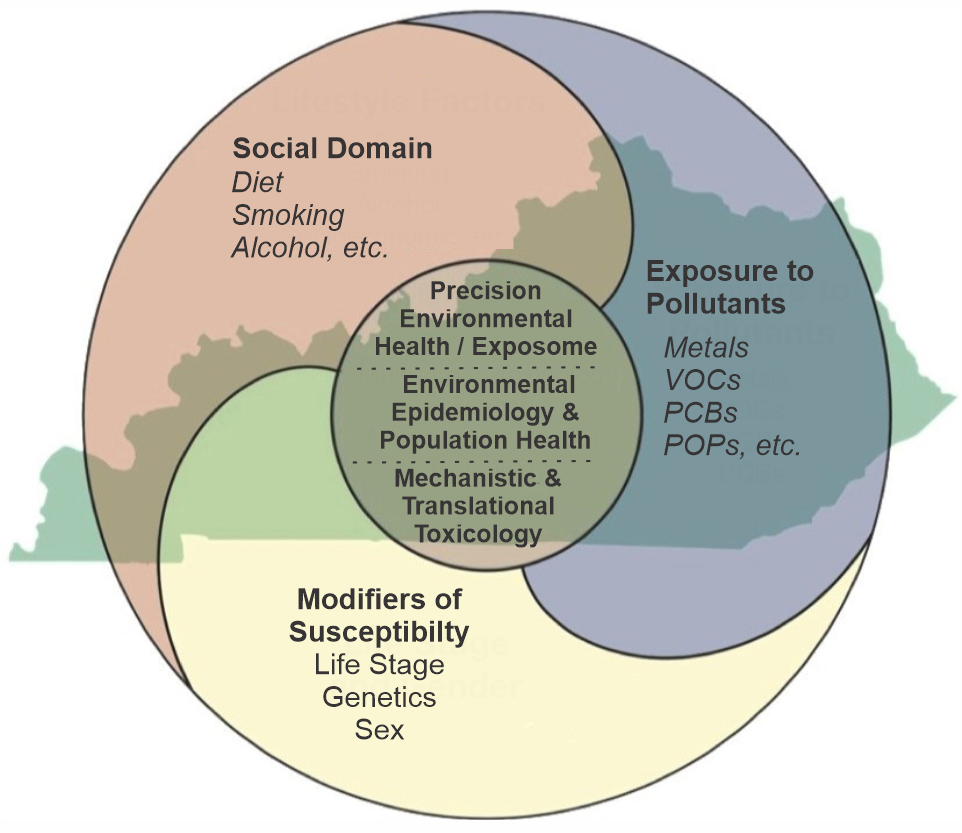 Social Domain
Diet
Smoking
Alcohol, etc.
Exposure to
Pollutants
Metals
VOCs
PCBs
POPs, etc.
Precision
Environmental
Health / Exposome
Environmental
Epidemiology &
Population Health
Mechanistic &
Translational
Toxicology
Modifiers of
Susceptibilty
Life Stage
Genetics
Sex